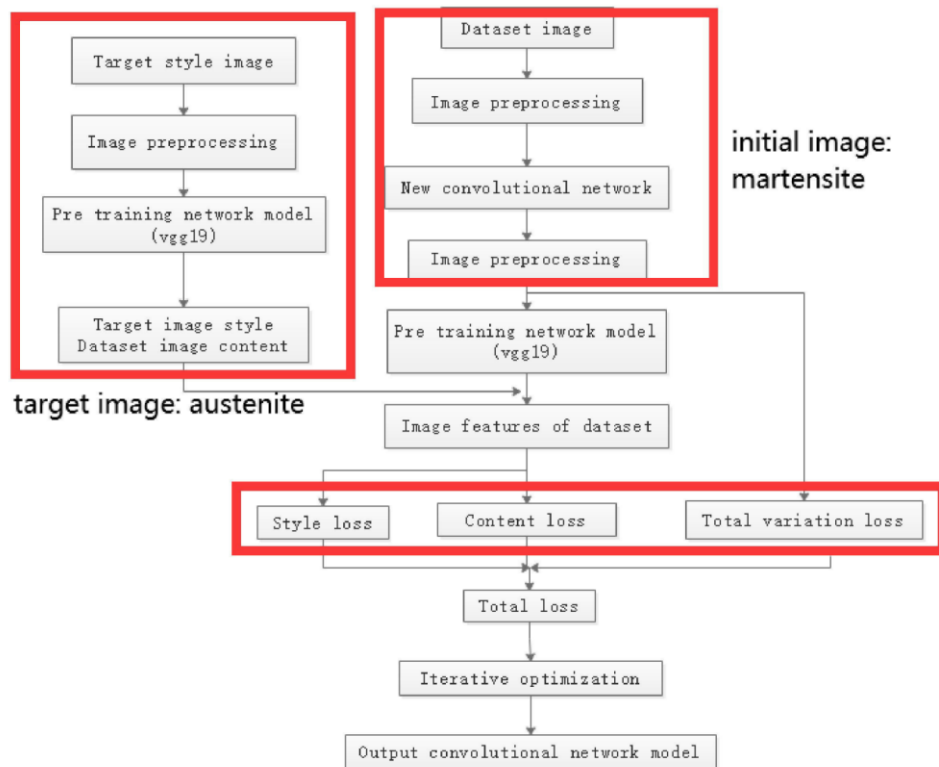 Target style image
Image preprocessing
Pre training network model
(vgg19)
Target image style
Dataset image content
target image: austenite
Dataset image
Image preprocessing
New convolutional network
Image preprocessing
initial image:
martensite
Pre training network model
(vgg19)
Image features of dataset
Style loss
Content loss
Total variation loss
Total loss
Iterative optimization
Output convolutional network model